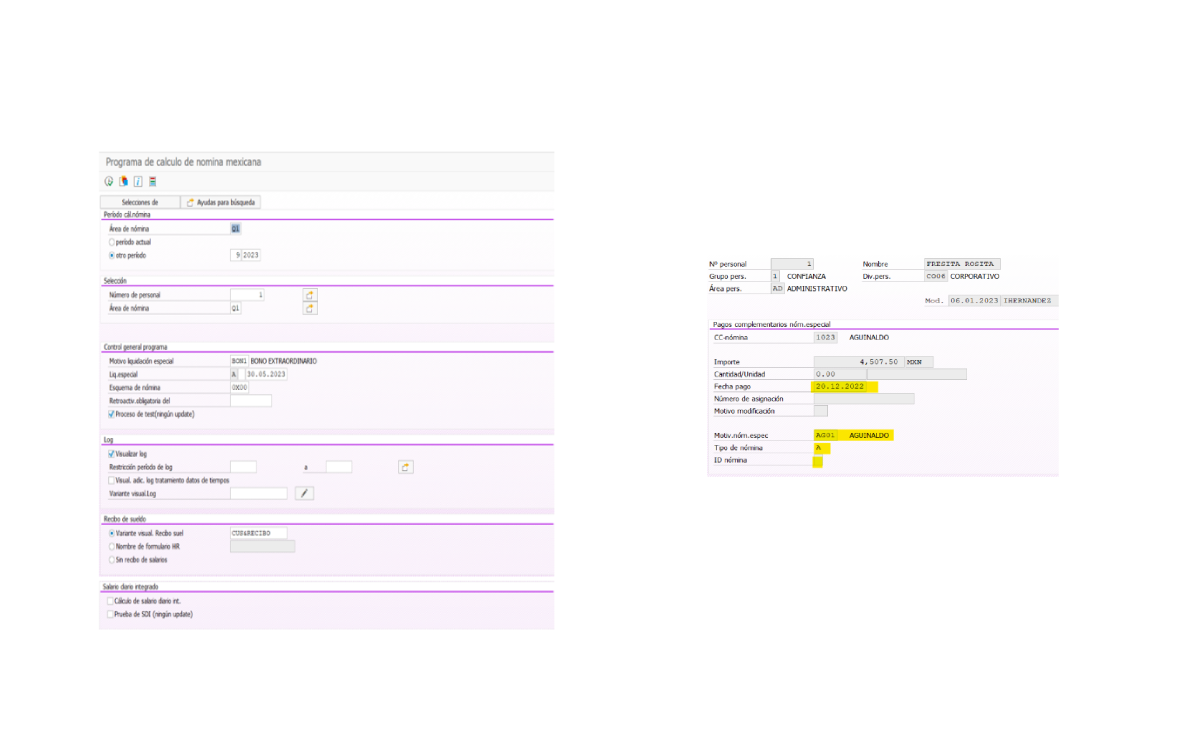 Programa de calculo de nomina mexicana
Selecciones de Ayudas para búsqueda
Período cál.nómina
Área de nómina Q1
período actual
otro período 9 2023
Selección
Número de personal 1
Área de nómina Q1
Control general programa
Motivo liquidación especial BON1 BONO EXTRAORDINARIO
Liq.especial A 30.05.2023
Esquema de nómina 0X00
Retroactiv.obligatoria del
Proceso de test(ningún update)
Log
Visualizar log
Restricción período de log a
Visual. adic. log tratamiento datos de tiempos
Variante visual.Log
Recibo de sueldo
Variante visual. Recibo suel CUS&RECIBO
Nombre de formulario HR
Sin recibo de salarios
Salario diario integrado
Cálculo de salario diario int.
Prueba de SDI (ningún update)
Nº personal 1 Nombre FRESITA ROSITA
Grupo pers. 1 CONFIANZA Div.pers. CO06 CORPORATIVO
Área pers. AD ADMINISTRATIVO
Mod. 06.01.2023 IHERNANDEZ
Pagos complementarios nóm.especial
CC-nómina 1023 AGUINALDO
Importe 4,507.50 MXN
Cantidad/Unidad 0.00
Fecha pago 20.12.2022
Número de asignación
Motivo modificación
Motiv.nóm.espec AG01 AGUINALDO
Tipo de nómina A
ID nómina